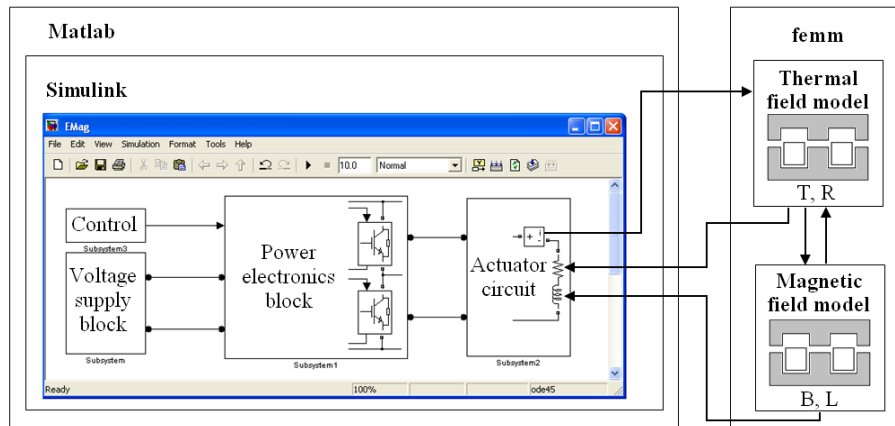 Matlab
Simulink
EMag
File Edit View Simulation Format Tools Help
10.0 Normal
Control
Subsystem3
Voltage
supply
block
Subsystem
Power
electronics
block
Subsystem1
Actuator
circuit
Subsystem2
Ready 100% ode45
femm
Thermal
field model
T, R
Magnetic
field model
B, L